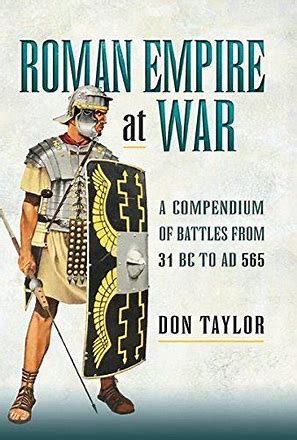 ROMAN EMPIRE
at WAR
A COMPENDIUM
OF BATTLES FROM
31 BC TO AD 565
DON TAYLOR